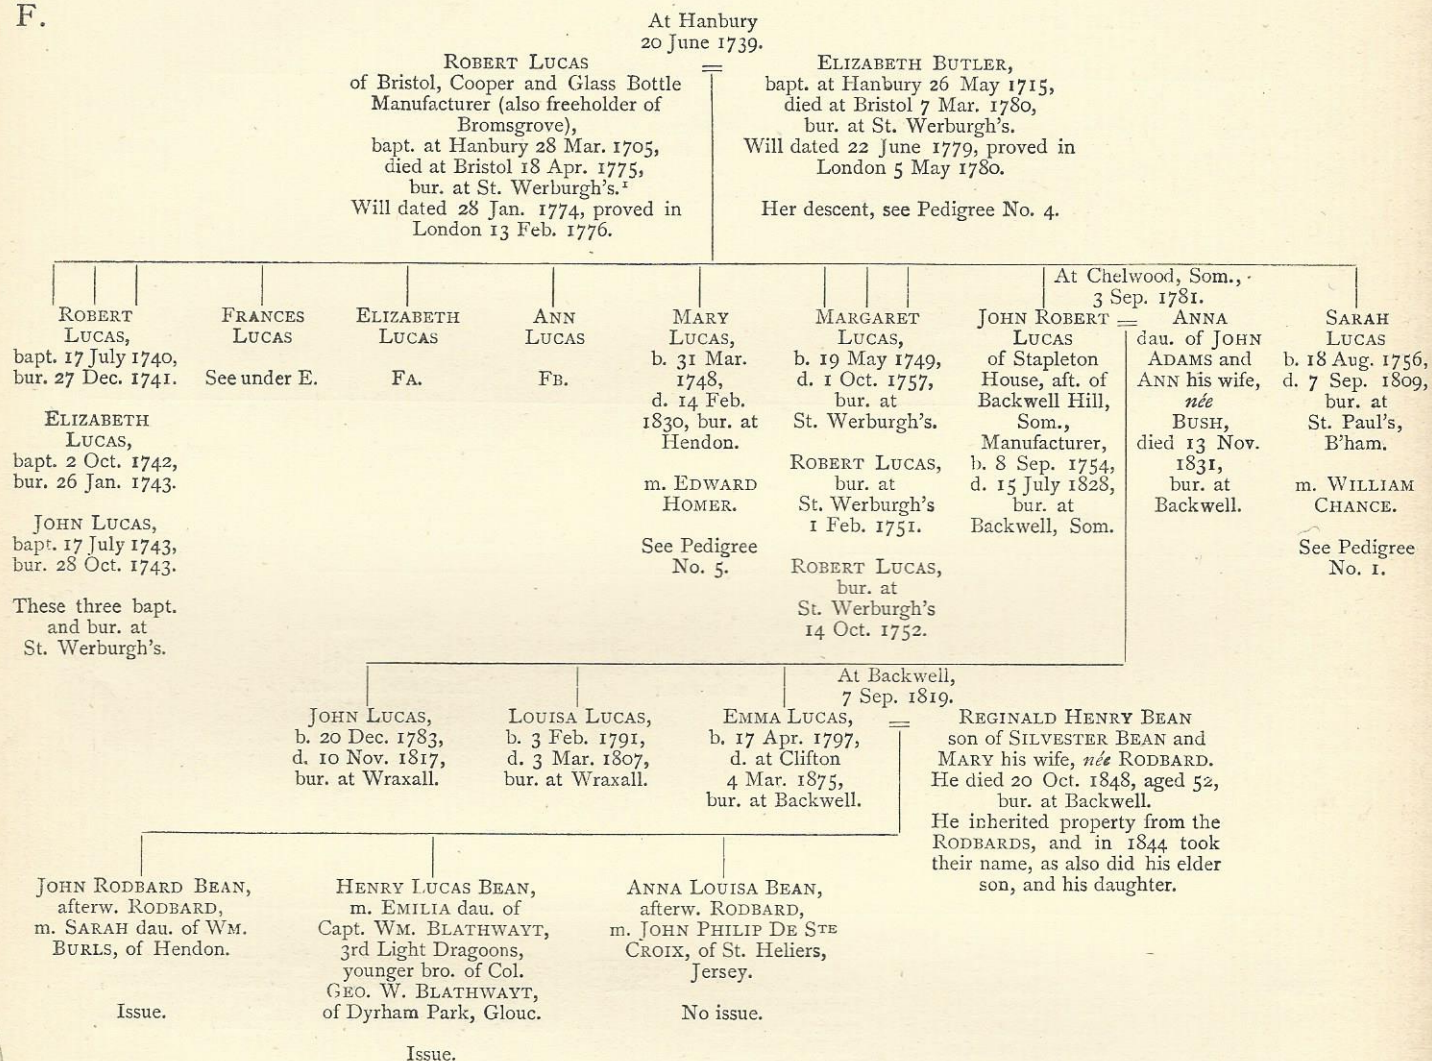 F.
At Hanbury
20 June 1739.
ROBERT LUCAS
of Bristol, Cooper and Glass Bottle
Manufacturer (also freeholder of
Bromsgrove),
bapt. at Hanbury 28 Mar. 1705,
died at Bristol 18 Apr. 1775,
bur. at St. Werburgh's.¹
Will dated 28 Jan. 1774, proved in
London 13 Feb. 1776.
=
ELIZABETH BUTLER,
bapt. at Hanbury 26 May 1715,
died at Bristol 7 Mar. 1780,
bur. at St. Werburgh's.
Will dated 22 June 1779, proved in
London 5 May 1780.
Her descent, see Pedigree No. 4.
ROBERT
LUCAS,
bapt. 17 July 1740,
bur. 27 Dec. 1741.
ELIZABETH
LUCAS,
bapt. 2 Oct. 1742,
bur. 26 Jan. 1743.
JOHN LUCAS,
bapt. 17 July 1743,
bur. 28 Oct. 1743.
These three bapt.
and bur. at
St. Werburgh's.
FRANCES
LUCAS
See under E.
ELIZABETH
LUCAS
FA.
ANN
LUCAS
FB.
MARY
LUCAS,
b. 31 Mar.
1748,
d. 14 Feb.
1830, bur. at
Hendon.
m. EDWARD
HOMER.
See Pedigree
No. 5.
MARGARET
LUCAS,
b. 19 May 1749,
d. 1 Oct. 1757,
bur. at
St. Werburgh's.
ROBERT LUCAS,
bur. at
St. Werburgh's
1 Feb. 1751.
ROBERT LUCAS,
bur. at
St. Werburgh's
14 Oct. 1752.
At Chelwood, Som.,
3 Sep. 1781.
JOHN ROBERT
LUCAS
of Stapleton
House, aft. of
Backwell Hill,
Som.,
Manufacturer,
b. 8 Sep. 1754,
d. 15 July 1828,
bur. at
Backwell, Som.
=
ANNA
dau. of JOHN
ADAMS and
ANN his wife,
née
BUSH,
died 13 Nov.
1831,
bur. at
Backwell.
SARAH
LUCAS
b. 18 Aug. 1756,
d. 7 Sep. 1809,
bur. at
St. Paul's,
B'ham.
m. WILLIAM
CHANCE.
See Pedigree
No. 1.
JOHN LUCAS,
b. 20 Dec. 1783,
d. 10 Nov. 1817,
bur. at Wraxall.
LOUISA LUCAS,
b. 3 Feb. 1791,
d. 3 Mar. 1807,
bur. at Wraxall.
At Backwell,
7 Sep. 1819.
EMMA LUCAS,
b. 17 Apr. 1797,
d. at Clifton
4 Mar. 1875,
bur. at Backwell.
=
REGINALD HENRY BEAN
son of SILVESTER BEAN and
MARY his wife, née RODBARD.
He died 20 Oct. 1848, aged 52,
bur. at Backwell.
He inherited property from the
RODBARDS, and in 1844 took
their name, as also did his elder
son, and his daughter.
JOHN RODBARD BEAN,
afterw. RODBARD,
m. SARAH dau. of WM.
BURLS, of Hendon.
Issue.
HENRY LUCAS BEAN,
m. EMILIA dau. of
Capt. WM. BLATHWAYT,
3rd Light Dragoons,
younger bro. of Col.
GEO. W. BLATHWAYT,
of Dyrham Park, Glouc.
Issue.
ANNA LOUISA BEAN,
afterw. RODBARD,
m. JOHN PHILIP DE STE
CROIX, of St. Heliers,
Jersey.
No issue.